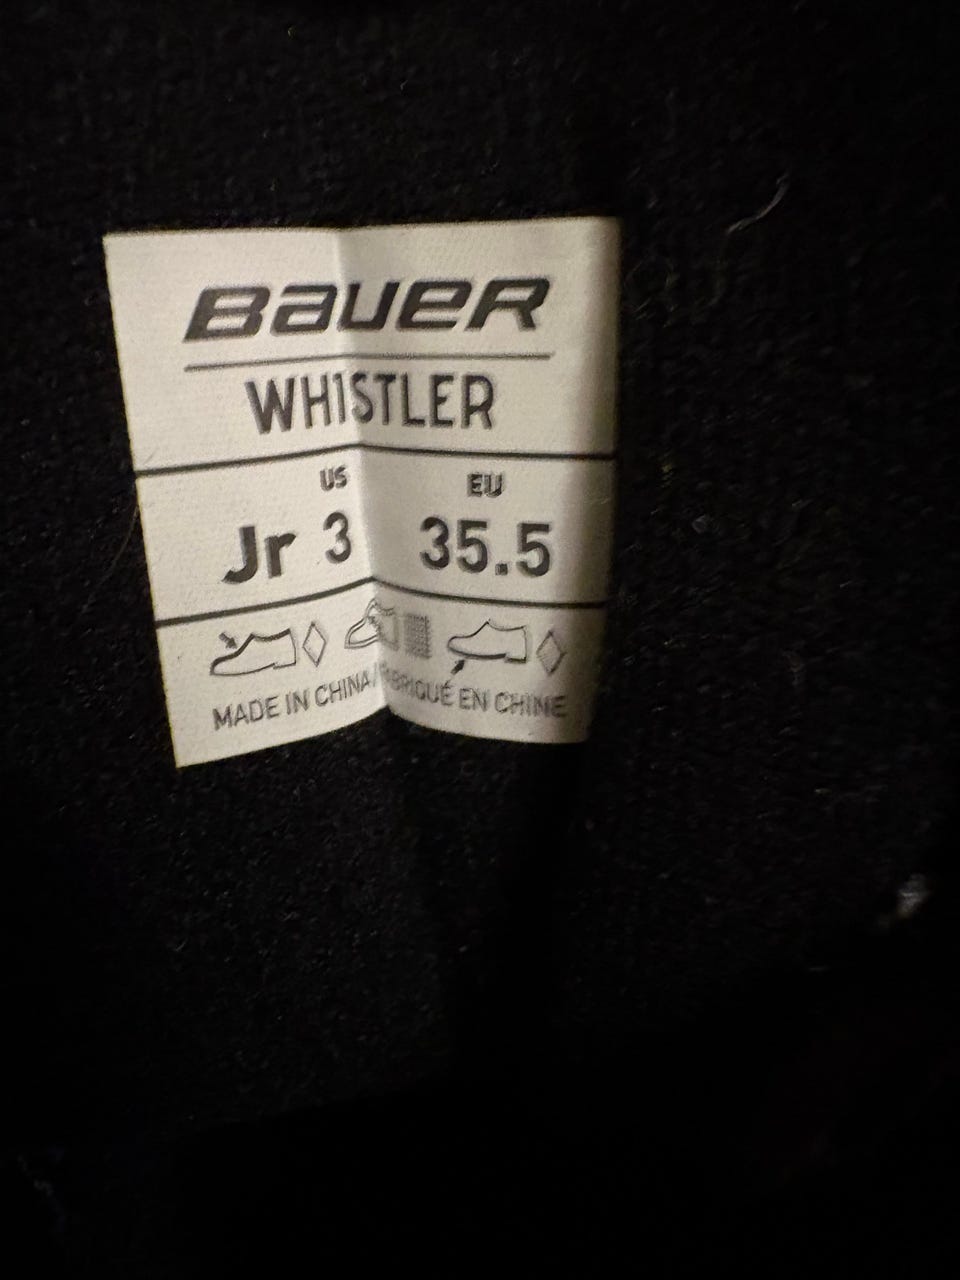 BAUER
WHISTLER
US EU
Jr 3 35.5
MADE IN CHINA/FABRIQUÉ EN CHINE